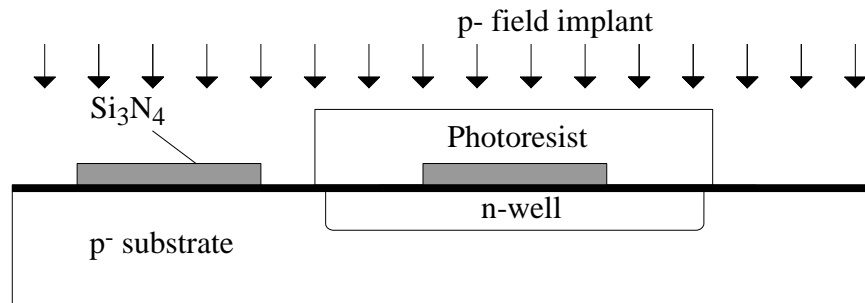 p- field implant
Si₃N₄
Photoresist
n-well
p⁻ substrate